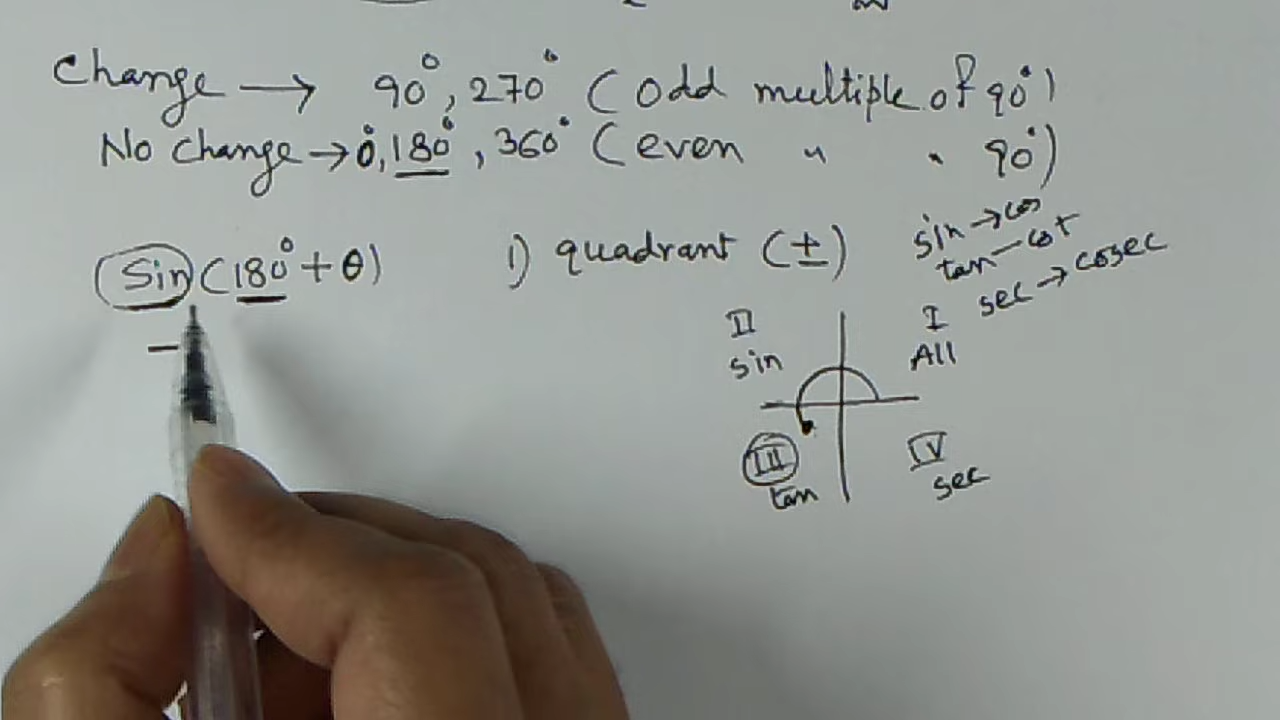 Change → 90°, 270° (Odd multiple of 90°)
No change → 0°, 180°, 360° (even " " 90°)
sin → cos
tan — cot
sec → cosec
Sin (180° + θ)
1) quadrant (±)
—
II
sin
I
All
III
tan
IV
sec